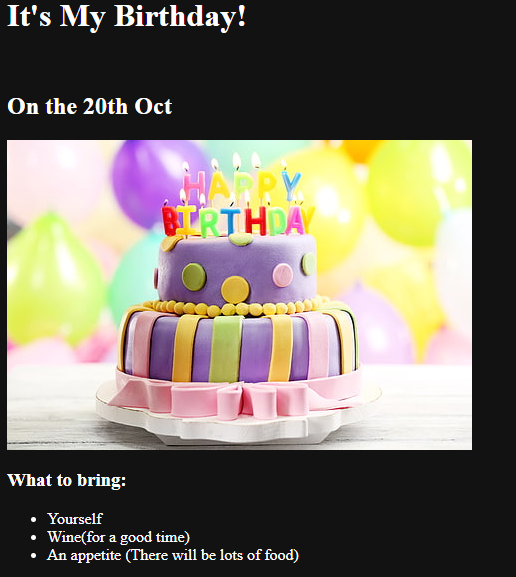 It's My Birthday!
On the 20th Oct
HAPPY
BIRTHDAY
What to bring:
Yourself
Wine(for a good time)
An appetite (There will be lots of food)